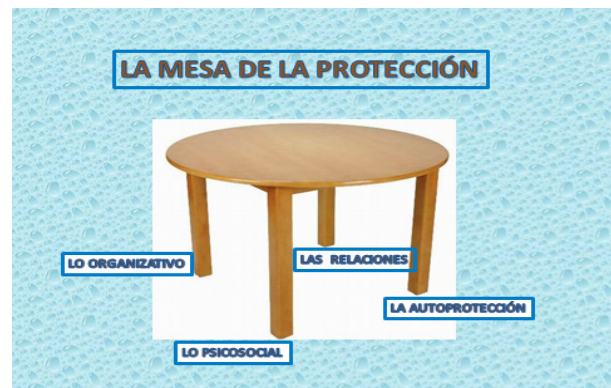 LA MESA DE LA PROTECCIÓN
LO ORGANIZATIVO
LAS RELACIONES
LA AUTOPROTECCIÓN
LO PSICOSOCIAL